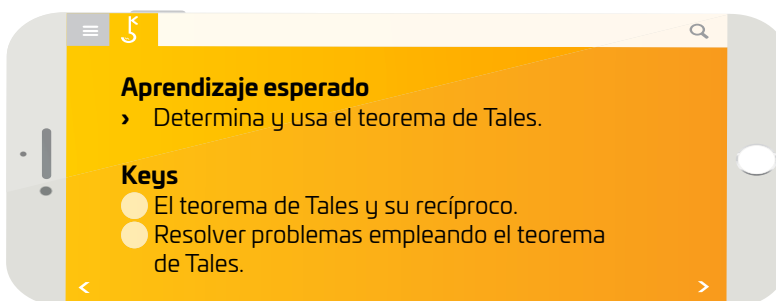 Aprendizaje esperado
› Determina y usa el teorema de Tales.
Keys
El teorema de Tales y su recíproco.
Resolver problemas empleando el teorema
de Tales.